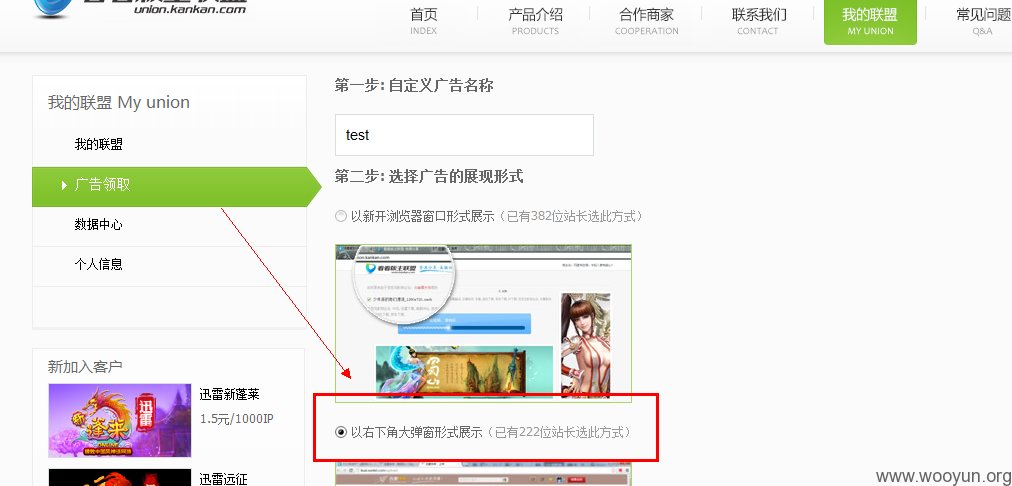 union.kankan.com
首页
INDEX
产品介绍
PRODUCTS
合作商家
COOPERATION
联系我们
CONTACT
我的联盟
MY UNION
常见问题
Q&A
我的联盟 My union
我的联盟
广告领取
数据中心
个人信息
新加入客户
迅雷新蓬莱
1.5元/1000IP
迅雷
蓬来
迅雷远征
第一步: 自定义广告名称
test
第二步: 选择广告的展现形式
以新开浏览器窗口形式展示（已有382位站长选此方式）
以右下角大弹窗形式展示（已有222位站长选此方式）
www.wooyun.org